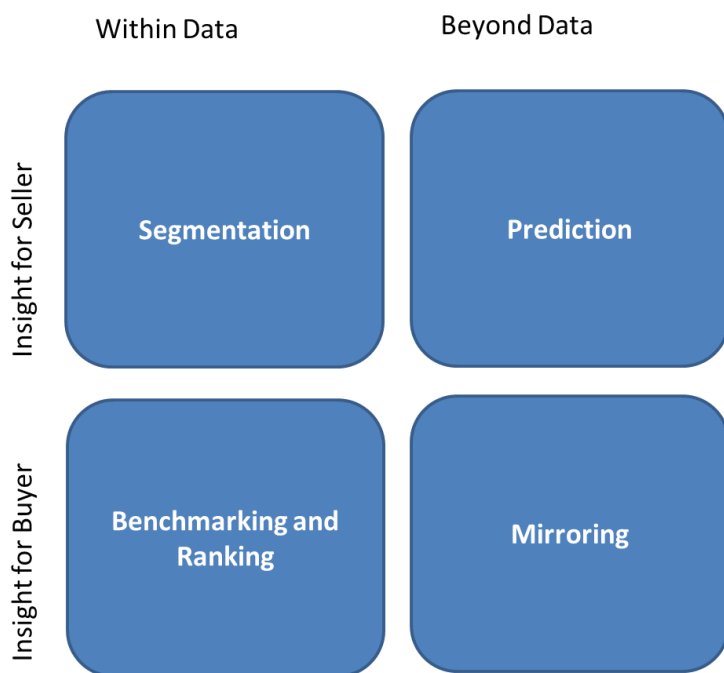 Within Data
Beyond Data
Insight for Seller
Segmentation
Prediction
Insight for Buyer
Benchmarking and
Ranking
Mirroring